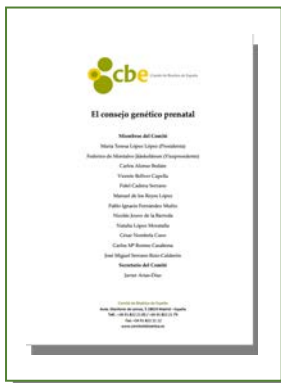 cbe Comité de Bioética de España
El consejo genético prenatal
Miembros del Comité
María Teresa López López (Presidenta)
Federico de Montalvo Jääskeläinen (Vicepresidente)
Carlos Alonso Bedate
Vicente Bellver Capella
Fidel Cadena Serrano
Manuel de los Reyes López
Pablo Ignacio Fernández Muñiz
Nicolás Jouve de la Barreda
Natalia López Moratalla
César Nombela Cano
Carlos Mª Romeo Casabona
José Miguel Serrano Ruiz-Calderón
Secretario del Comité
Javier Arias-Díaz
Comité de Bioética de España